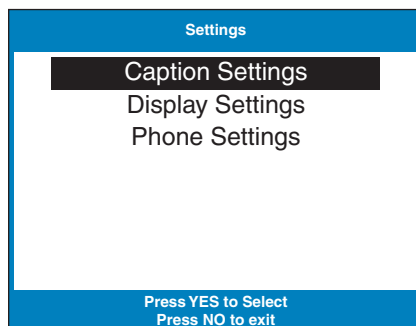 Settings
Caption Settings
Display Settings
Phone Settings
Press YES to Select
Press NO to exit